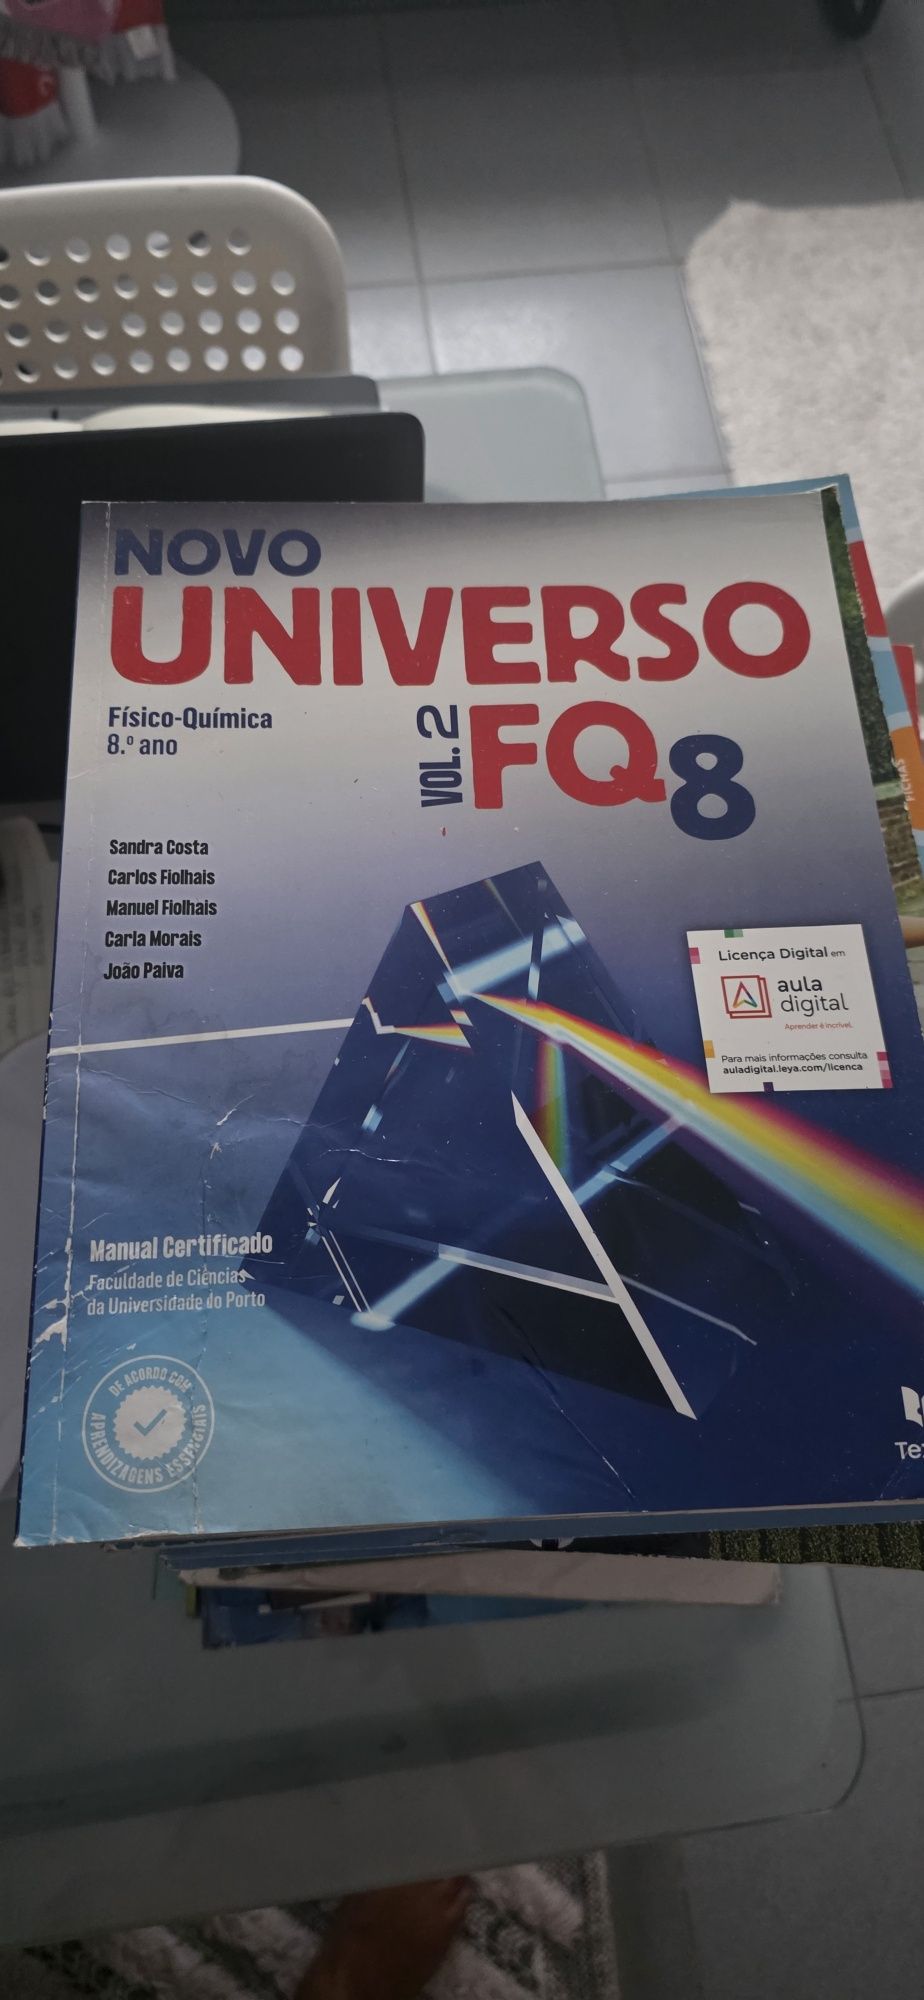 NOVO
UNIVERSO
Físico-Química
8.º ano
VOL. 2
FQ8
Sandra Costa
Carlos Fiolhais
Manuel Fiolhais
Carla Morais
João Paiva
Licença Digital em
aula
digital
Aprender é incrível.
Para mais informações consulta
auladigital.leya.com/licenca
Manual Certificado
Faculdade de Ciências
da Universidade do Porto
DE ACORDO COM
APRENDIZAGENS ESSENCIAIS
FICHAS